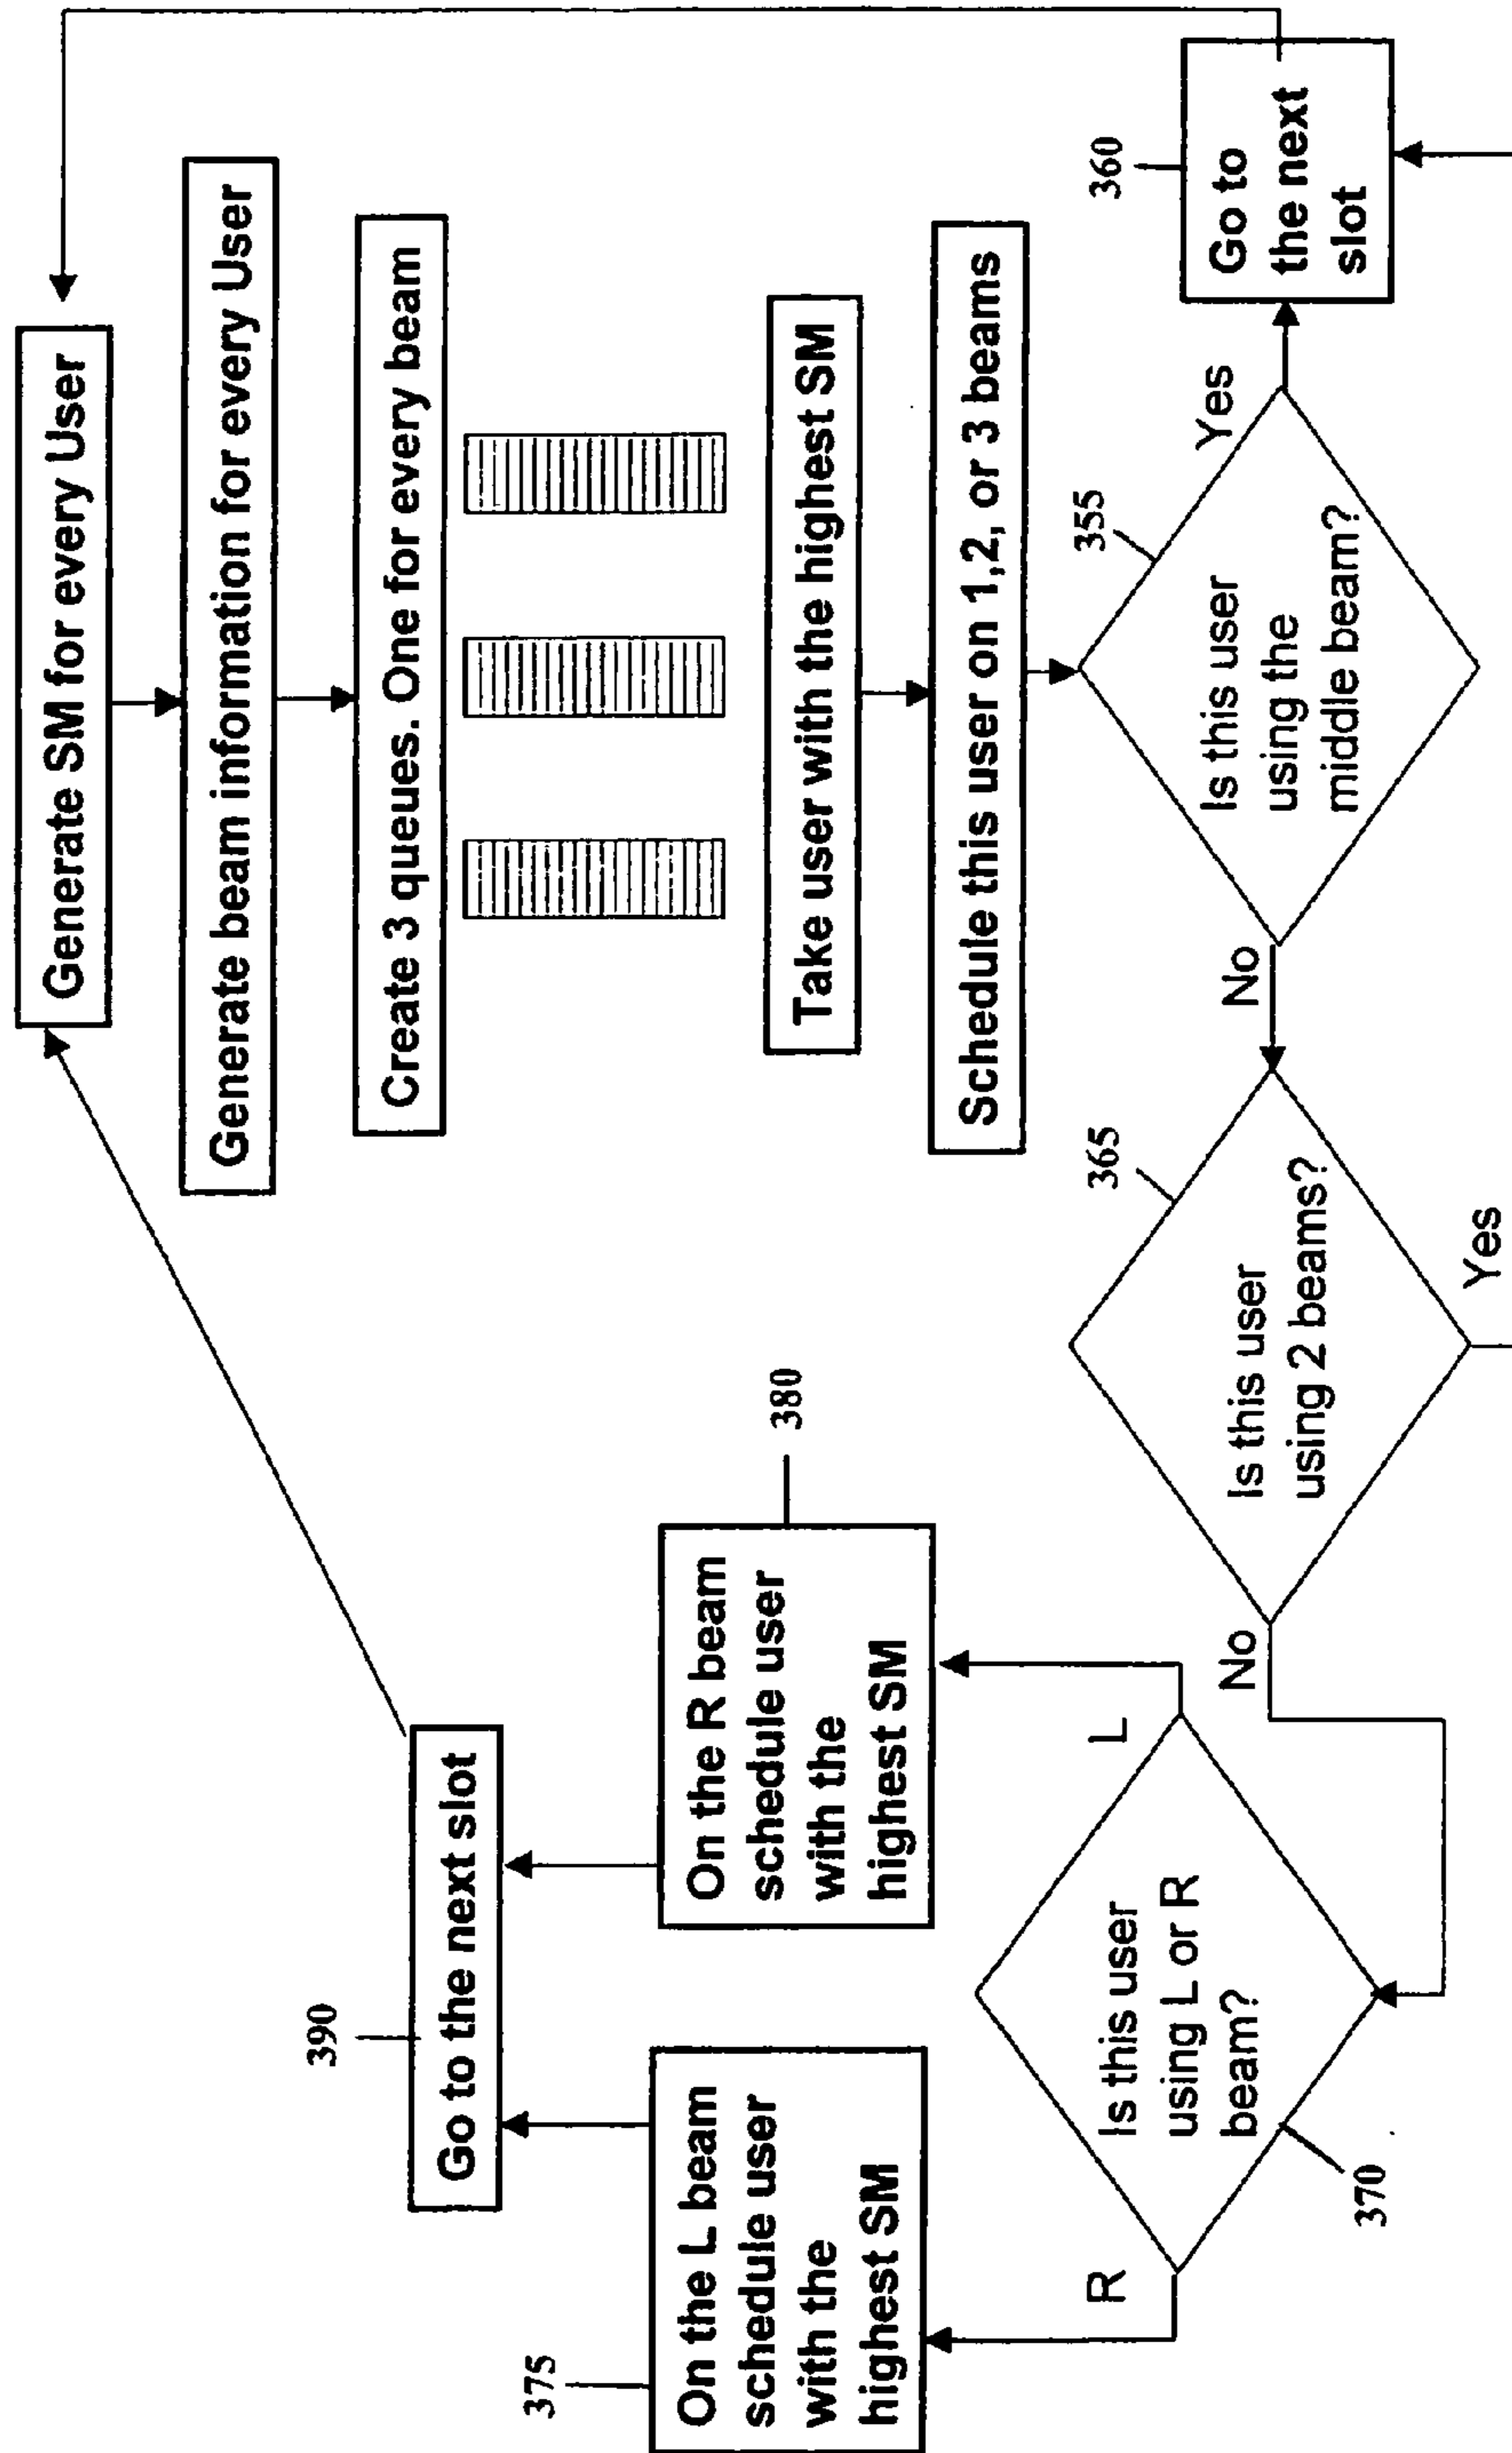 Generate SM for every User
Generate beam information for every User
Create 3 queues. One for every beam
Take user with the highest SM
Schedule this user on 1,2, or 3 beams
355
Is this user
using the
middle beam?
Yes
360
Go to
the next
slot
No
365
Is this user
using 2 beams?
Yes
No
370
Is this user
using L or R
beam?
L
R
380
On the R beam
schedule user
with the
highest SM
375
On the L beam
schedule user
with the
highest SM
390
Go to the next slot